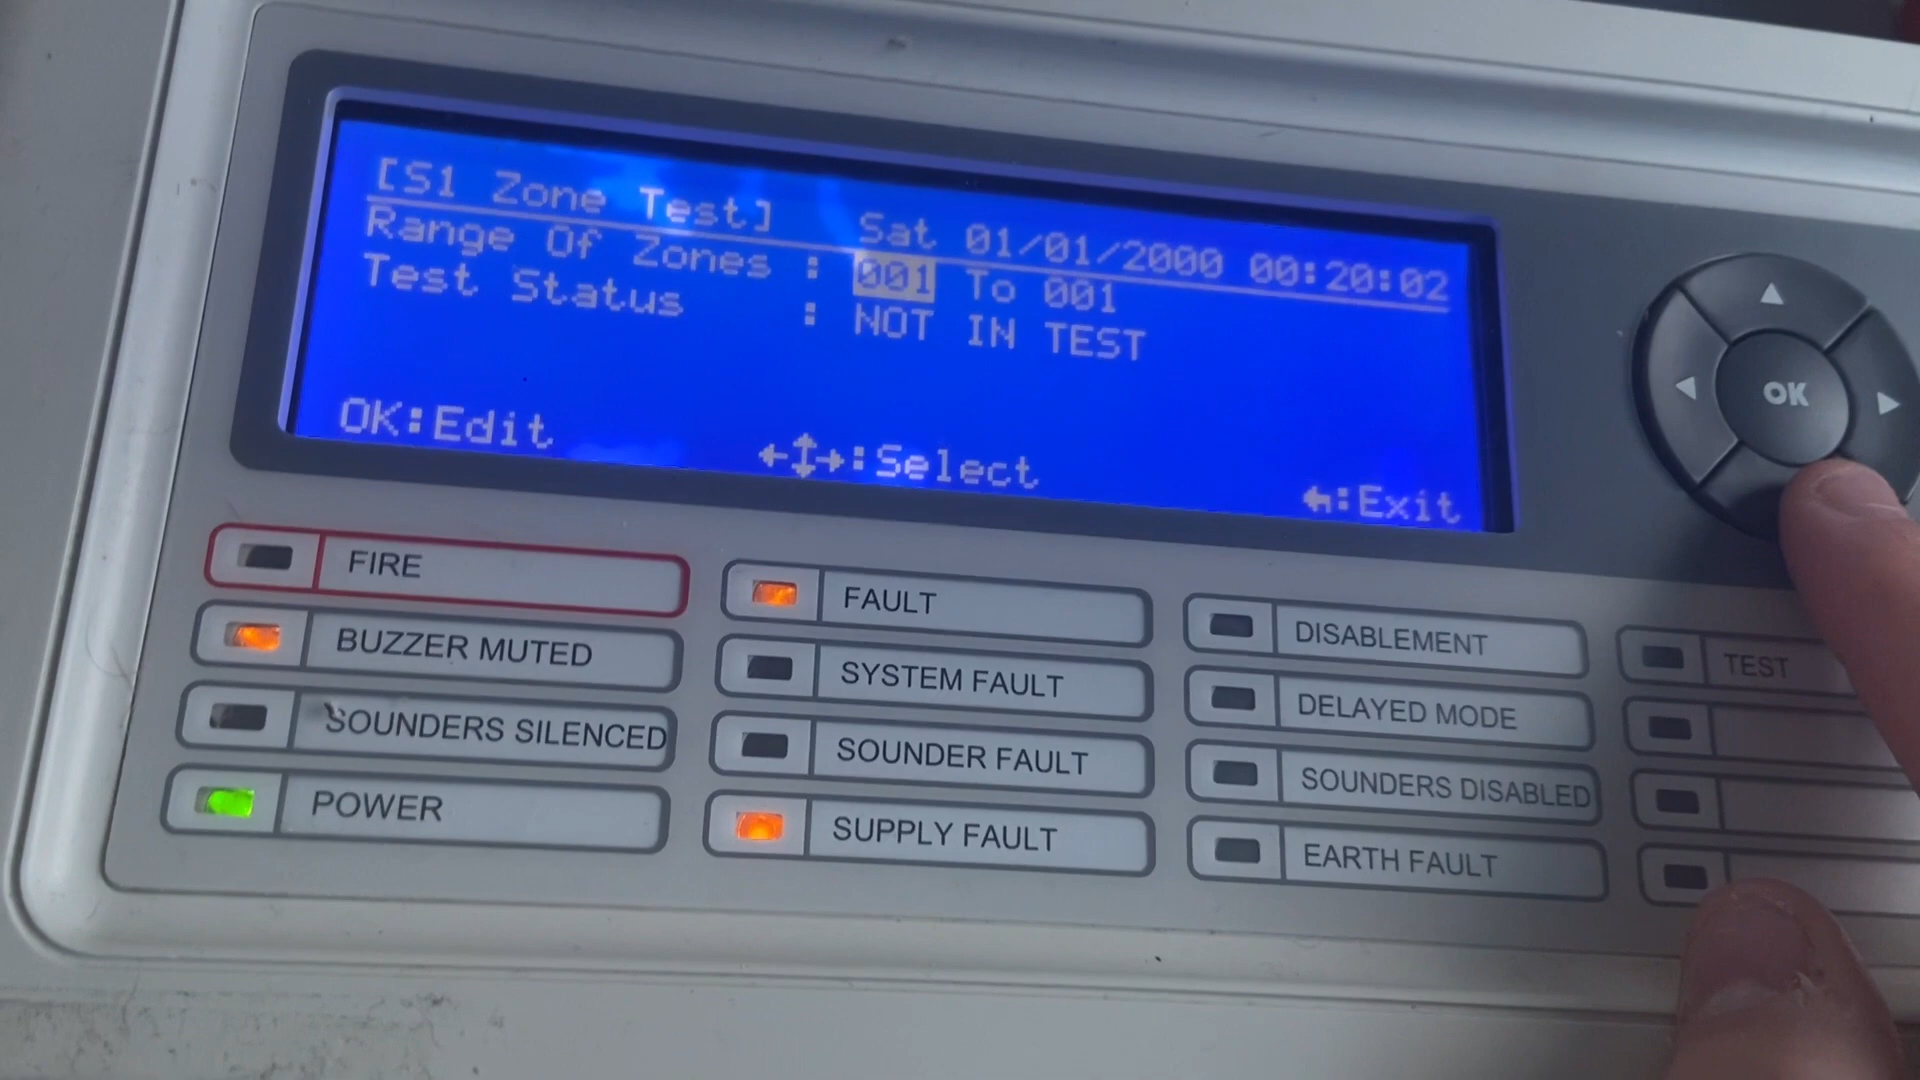 [S1 Zone Test] Sat 01/01/2000 00:20:02
Range Of Zones : 001 To 001
Test Status : NOT IN TEST
OK:Edit ←↕→:Select ↰:Exit
OK
FIRE
BUZZER MUTED
SOUNDERS SILENCED
POWER
FAULT
SYSTEM FAULT
SOUNDER FAULT
SUPPLY FAULT
DISABLEMENT
DELAYED MODE
SOUNDERS DISABLED
EARTH FAULT
TEST